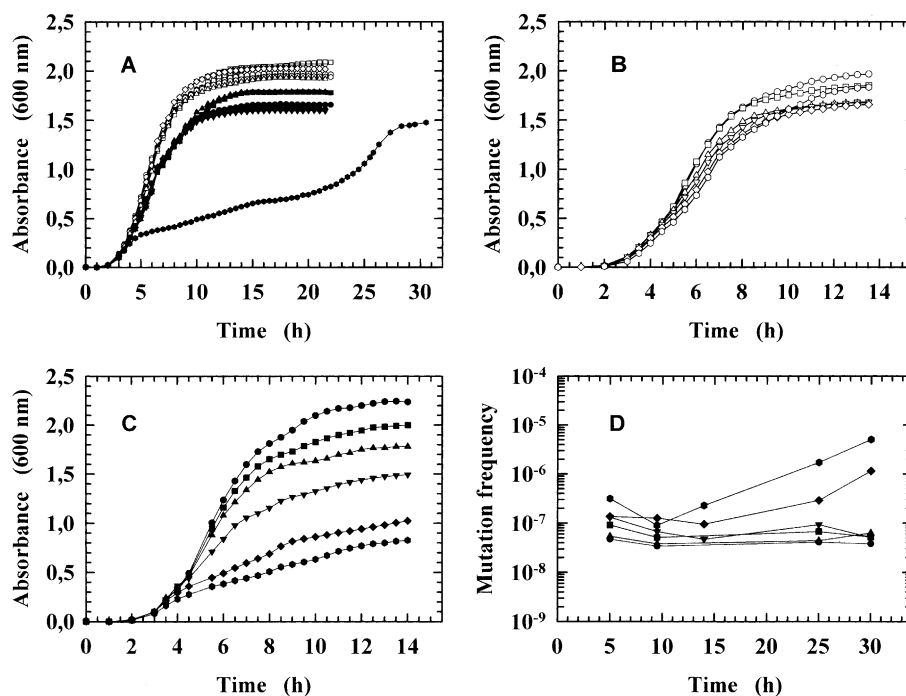 A
Absorbance (600 nm)
2,5
2,0
1,5
1,0
0,5
0,0
0 5 10 15 20 25 30
Time (h)
B
Absorbance (600 nm)
2,5
2,0
1,5
1,0
0,5
0,0
0 2 4 6 8 10 12 14
Time (h)
C
Absorbance (600 nm)
2,5
2,0
1,5
1,0
0,5
0,0
0 2 4 6 8 10 12 14
Time (h)
D
Mutation frequency
10-4
10-5
10-6
10-7
10-8
10-9
0 5 10 15 20 25 30
Time (h)